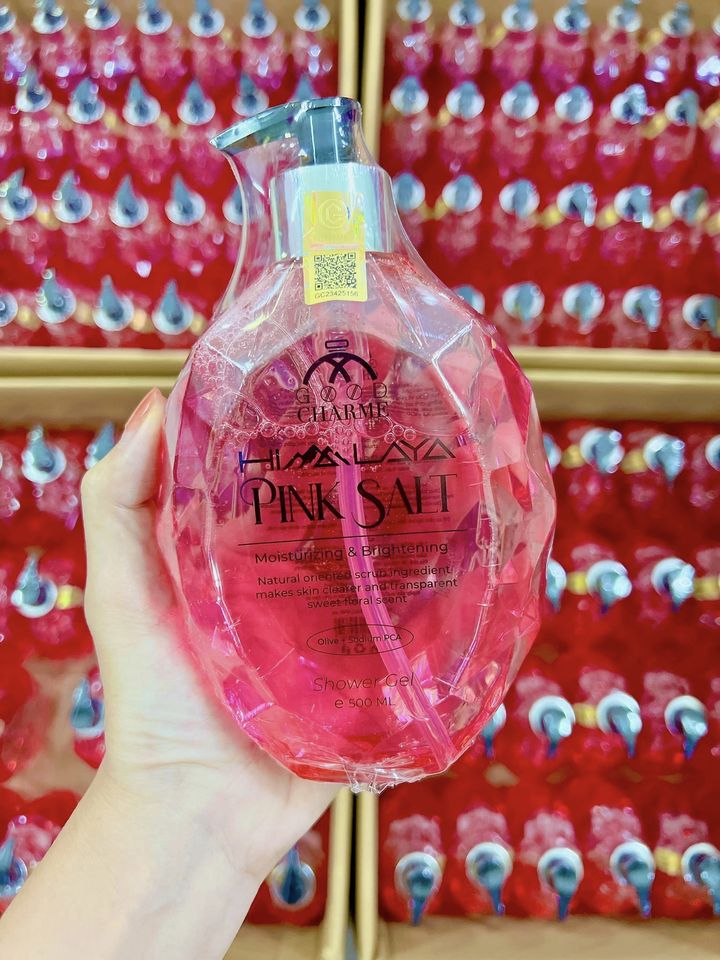 GC23425156
GOOD
CHARME
HIMALAYA
PINK SALT
Moisturizing & Brightening
Natural oriented scrub ingredient
makes skin clearer and transparent
sweet floral scent
Olive + Sodium PCA
Shower Gel
e 500 ML